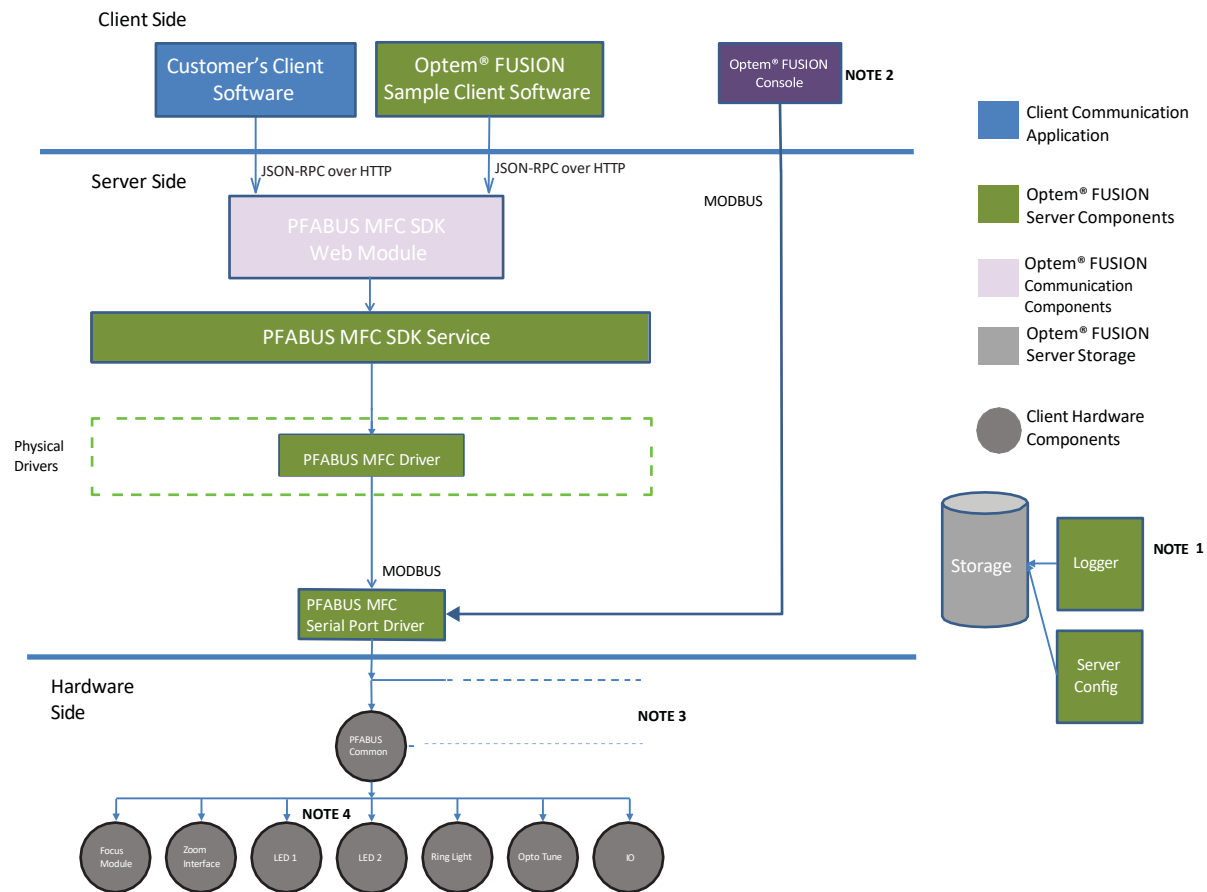 Client Side
Customer’s Client
Software
Optem® FUSION
Sample Client Software
Optem® FUSION
Console
NOTE 2
Client Communication
Application
JSON-RPC over HTTP
JSON-RPC over HTTP
Server Side
MODBUS
PFABUS MFC SDK
Web Module
Optem® FUSION
Server Components
Optem® FUSION
Communication
Components
PFABUS MFC SDK Service
Optem® FUSION
Server Storage
Physical
Drivers
PFABUS MFC Driver
Client Hardware
Components
MODBUS
PFABUS MFC
Serial Port Driver
Storage
Logger
NOTE 1
Server
Config
Hardware
Side
NOTE 3
PFABUS
Common
NOTE 4
Focus
Module
Zoom
Interface
LED 1
LED 2
Ring Light
Opto Tune
IO